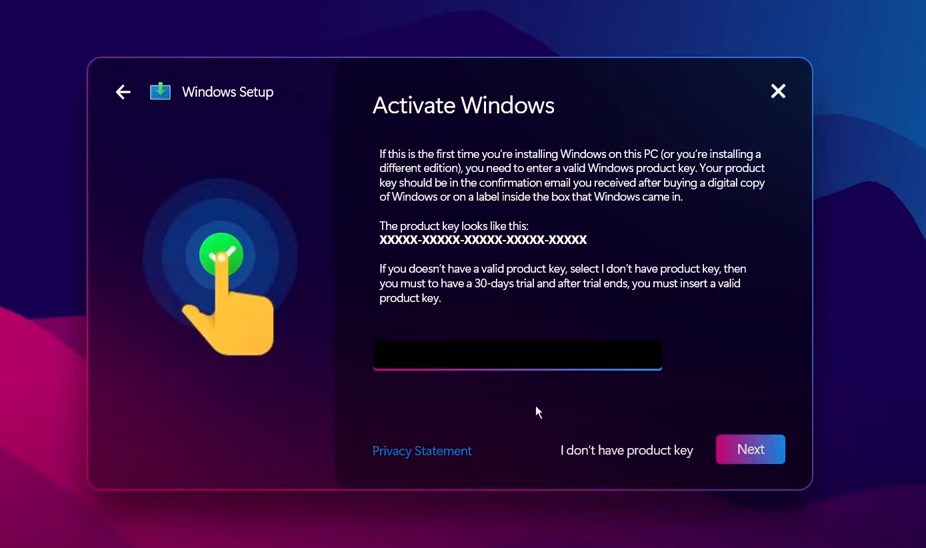 Windows Setup
Activate Windows
If this is the first time you're installing Windows on this PC (or you're installing a
different edition), you need to enter a valid Windows product key. Your product
key should be in the confirmation email you received after buying a digital copy
of Windows or on a label inside the box that Windows came in.
The product key looks like this:
XXXXX-XXXXX-XXXXX-XXXXX-XXXXX
If you doesn't have a valid product key, select I don't have product key, then
you must to have a 30-days trial and after trial ends, you must insert a valid
product key.
Privacy Statement
I don't have product key
Next